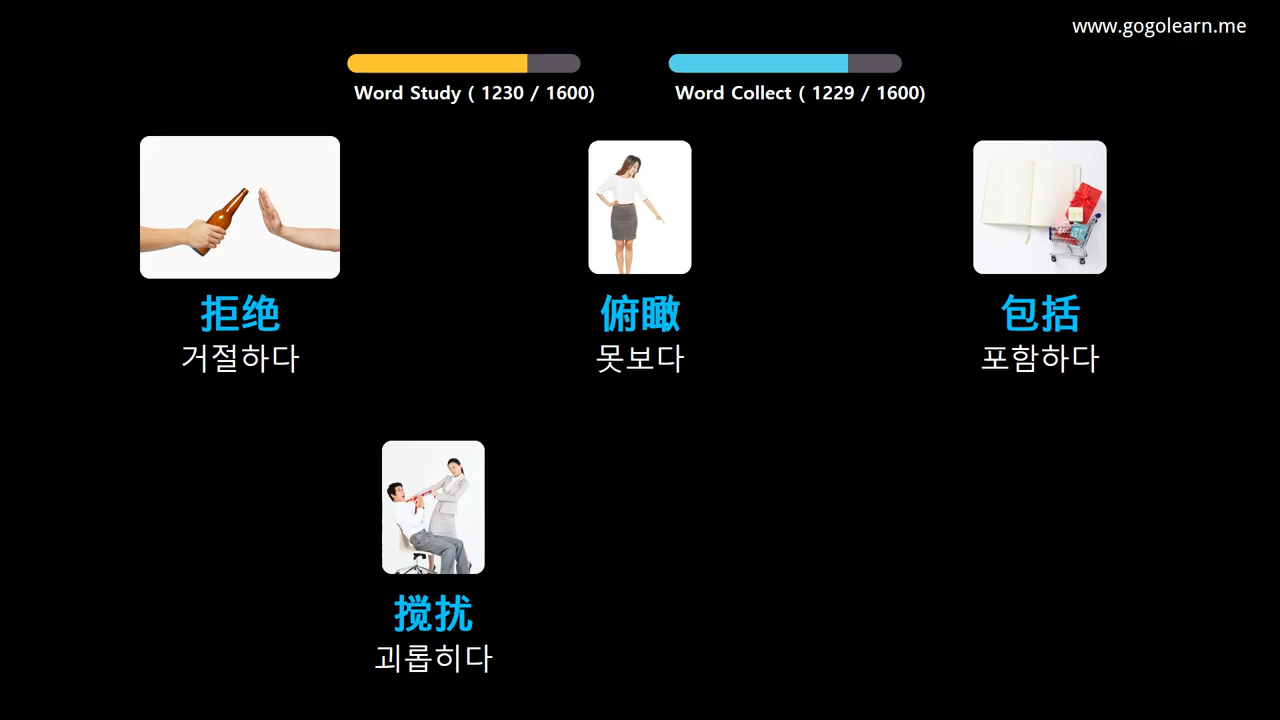 www.gogolearn.me
Word Study ( 1230 / 1600)
Word Collect ( 1229 / 1600)
拒绝
거절하다
俯瞰
못보다
包括
포함하다
搅扰
괴롭히다